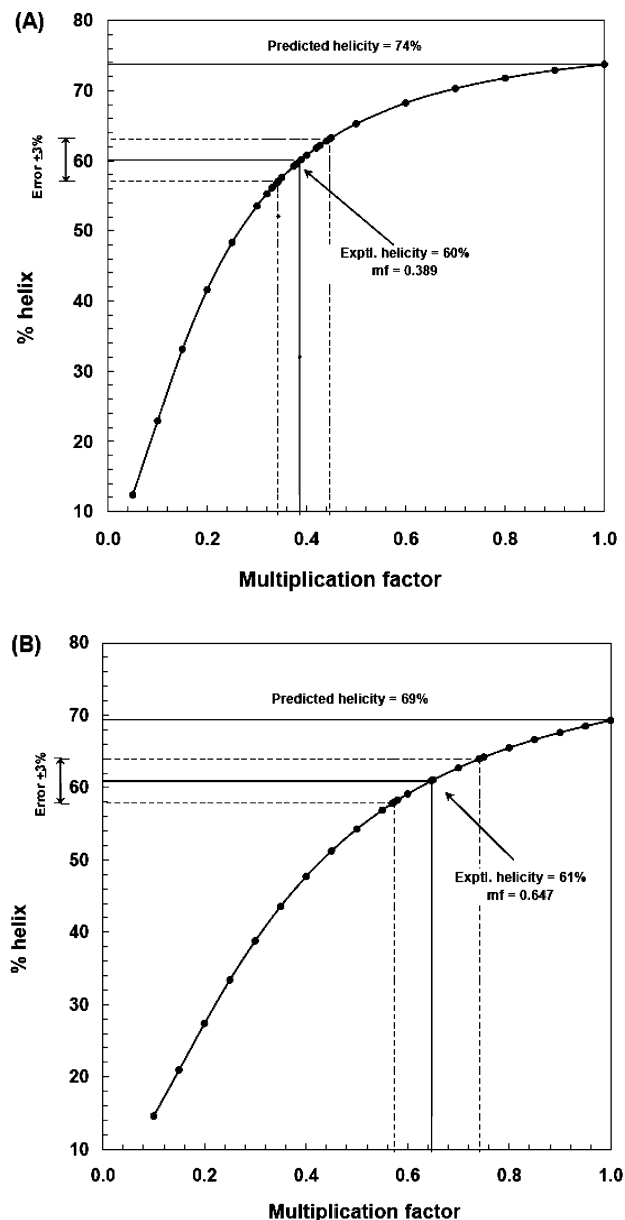 (A)
80
70
60
50
40
30
20
10
% helix
Error ±3%
Predicted helicity = 74%
Exptl. helicity = 60%
mf = 0.389
0.0 0.2 0.4 0.6 0.8 1.0
Multiplication factor
(B)
80
70
60
50
40
30
20
10
% helix
Error ±3%
Predicted helicity = 69%
Exptl. helicity = 61%
mf = 0.647
0.0 0.2 0.4 0.6 0.8 1.0
Multiplication factor